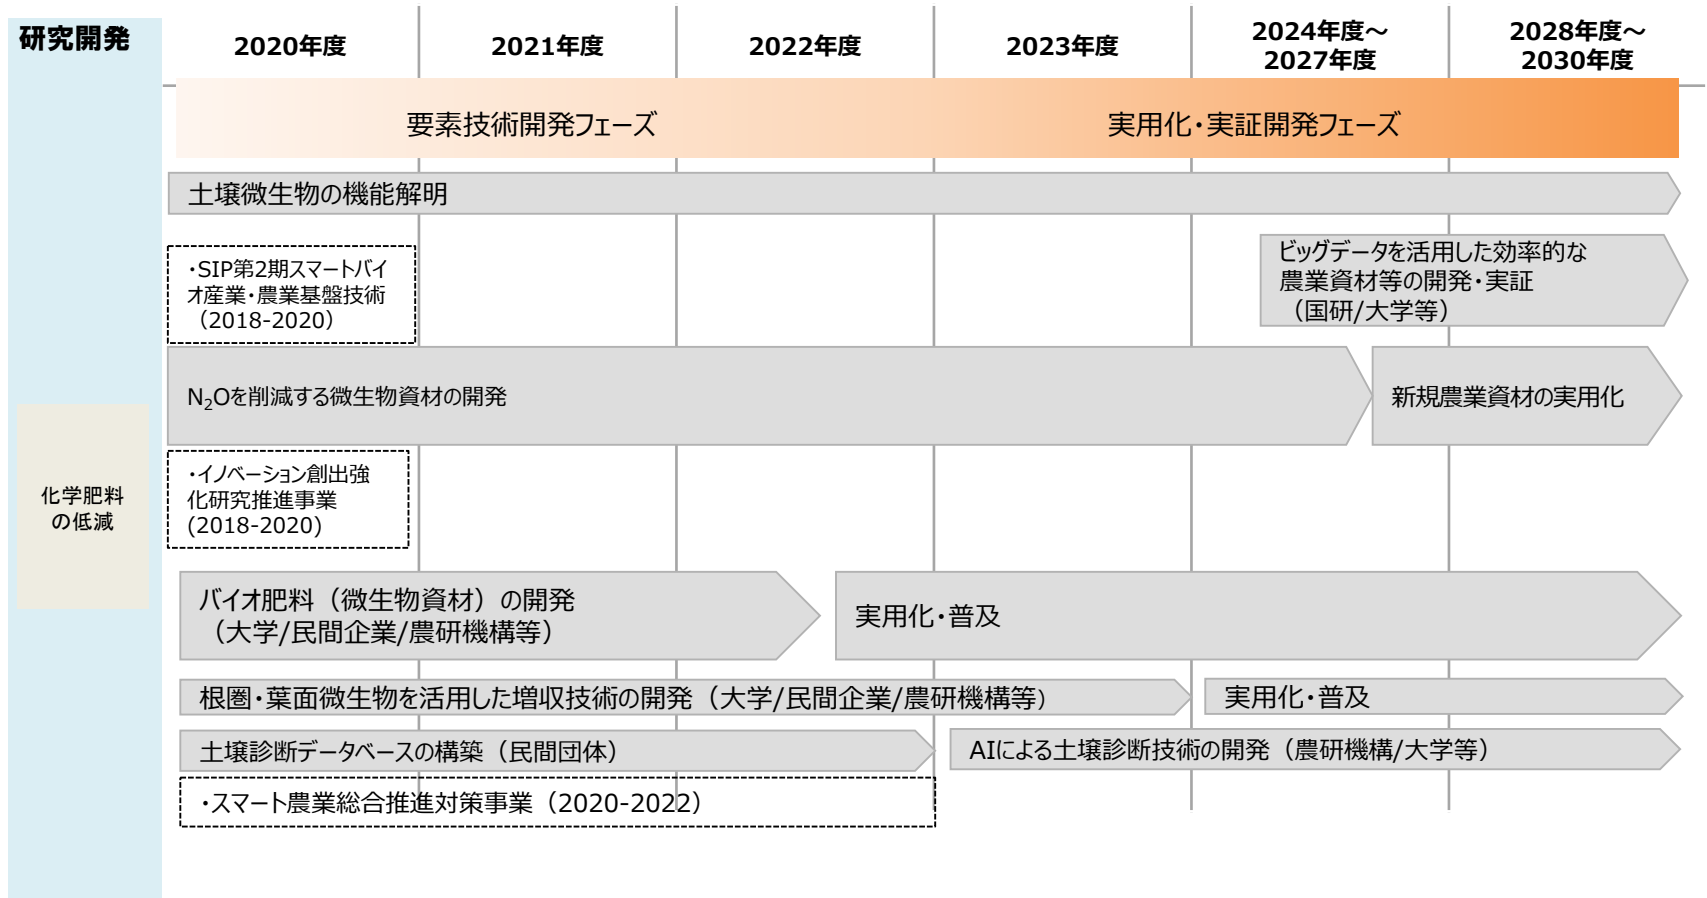 研究開発
2020年度
2021年度
2022年度
2023年度
2024年度～
2027年度
2028年度～
2030年度
要素技術開発フェーズ
実用化・実証開発フェーズ
土壌微生物の機能解明
・SIP第2期スマートバイ
オ産業・農業基盤技術
（2018-2020）
ビッグデータを活用した効率的な
農業資材等の開発・実証
（国研/大学等）
N₂Oを削減する微生物資材の開発
新規農業資材の実用化
化学肥料
の低減
・イノベーション創出強
化研究推進事業
(2018-2020)
バイオ肥料（微生物資材）の開発
（大学/民間企業/農研機構等）
実用化・普及
根圏・葉面微生物を活用した増収技術の開発（大学/民間企業/農研機構等）
実用化・普及
土壌診断データベースの構築（民間団体）
AIによる土壌診断技術の開発（農研機構/大学等）
・スマート農業総合推進対策事業（2020-2022）